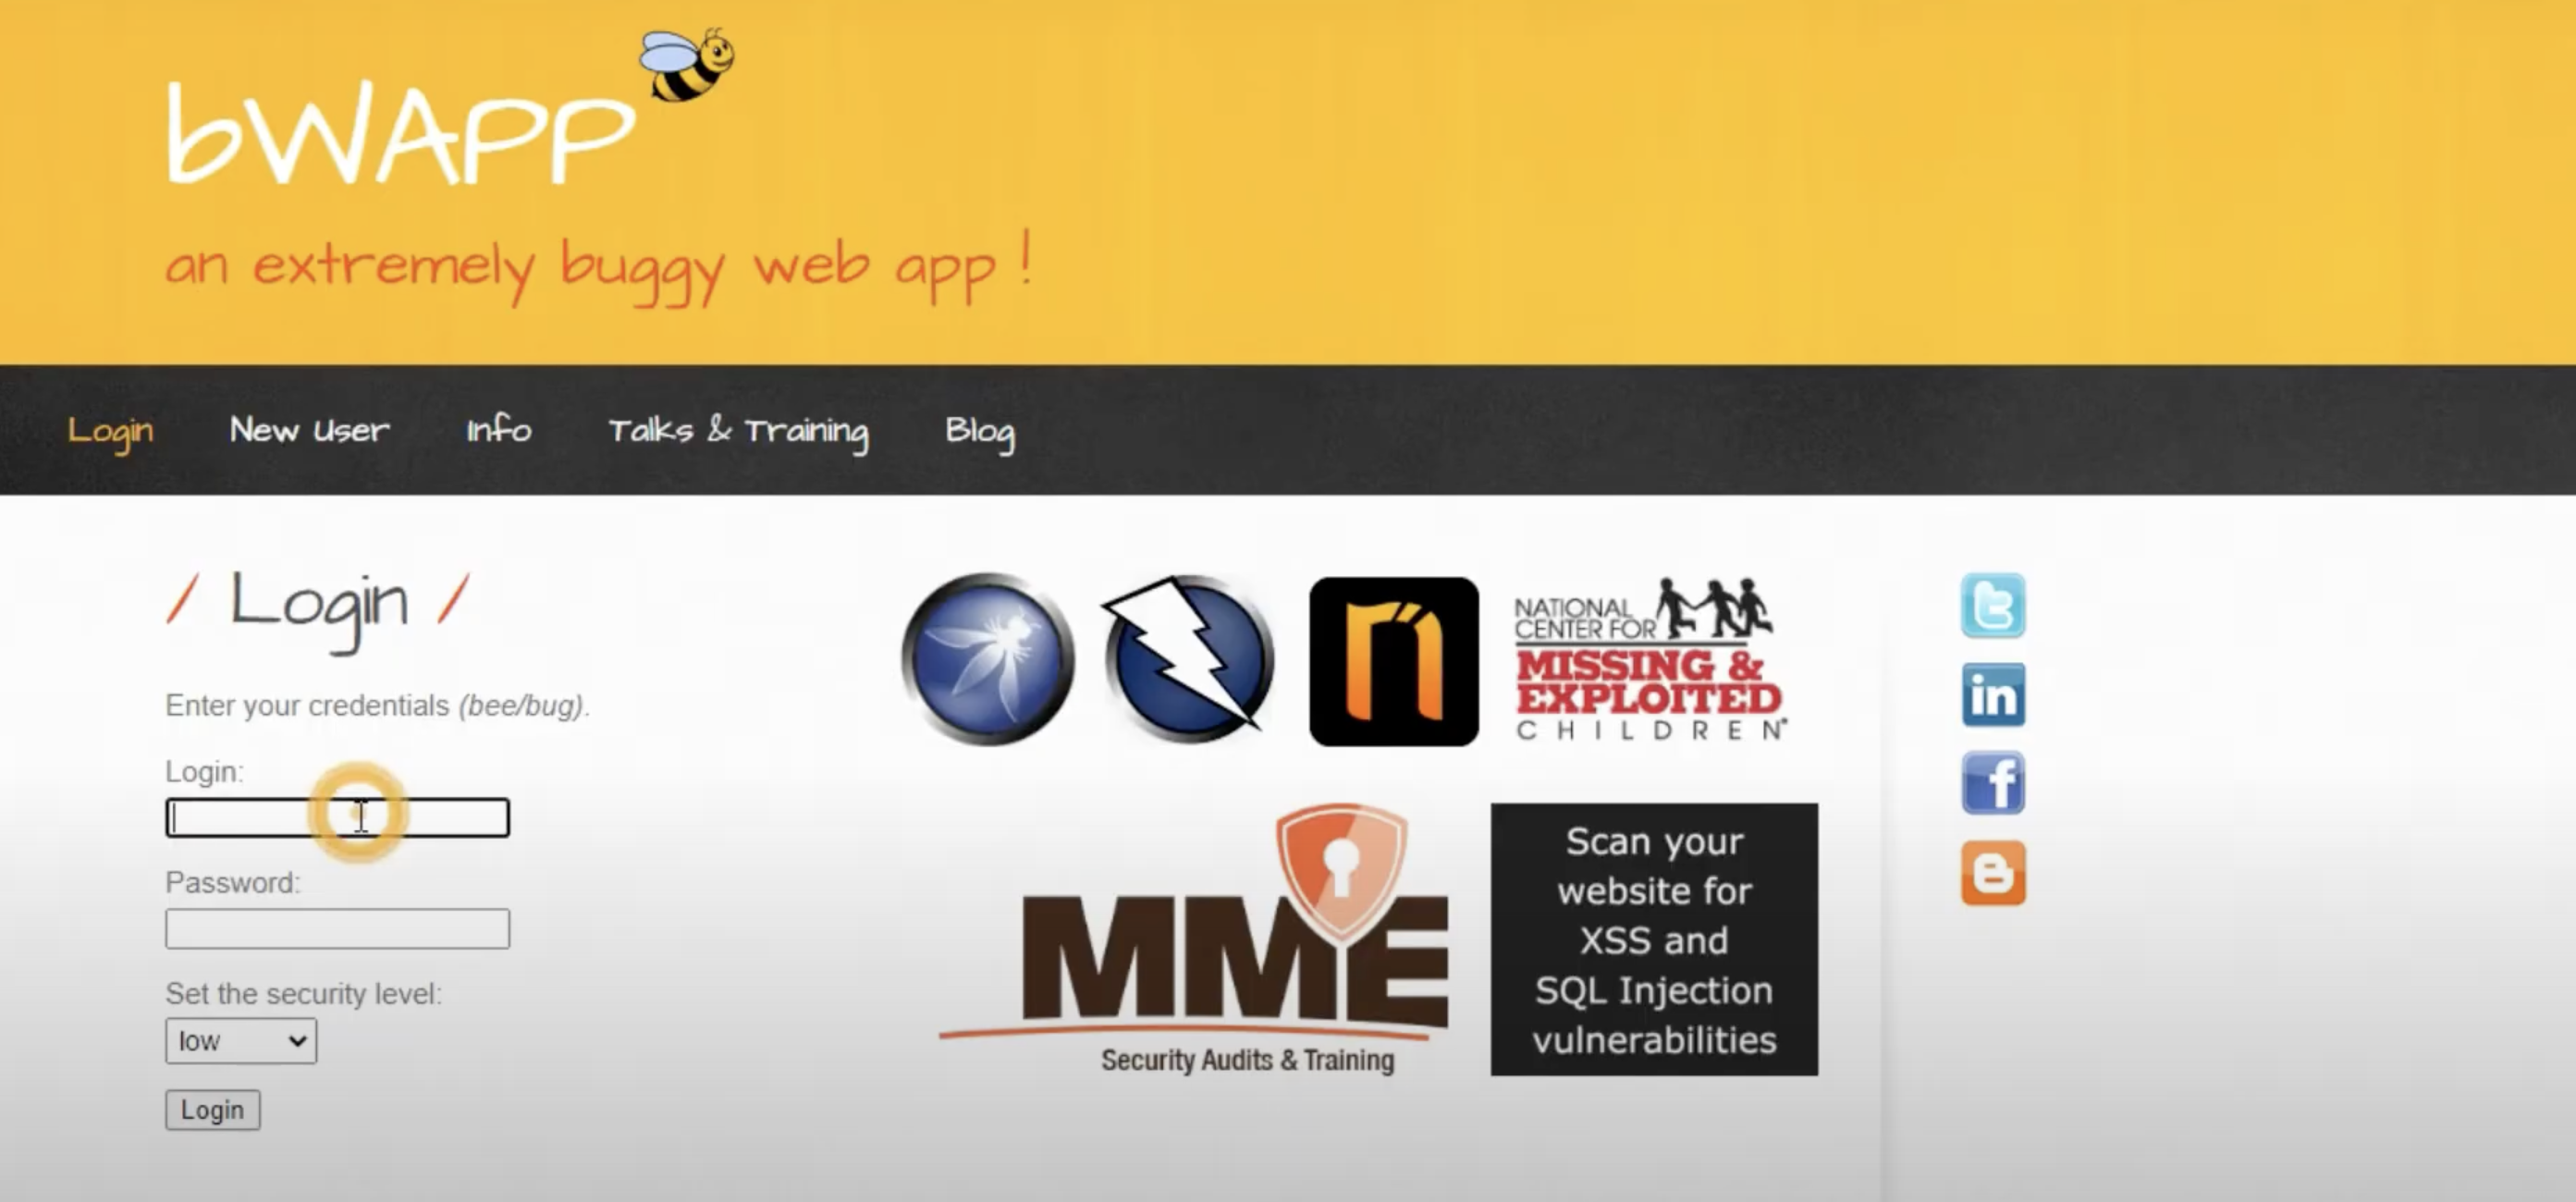 bWAPP
an extremely buggy web app !
Login
New User
Info
Talks & Training
Blog
/ Login /
Enter your credentials (bee/bug).
Login:
Password:
Set the security level:
low
Login
n
NATIONAL
CENTER FOR
MISSING &
EXPLOITED
CHILDREN®
MME
Security Audits & Training
Scan your
website for
XSS and
SQL Injection
vulnerabilities
t
in
f
B